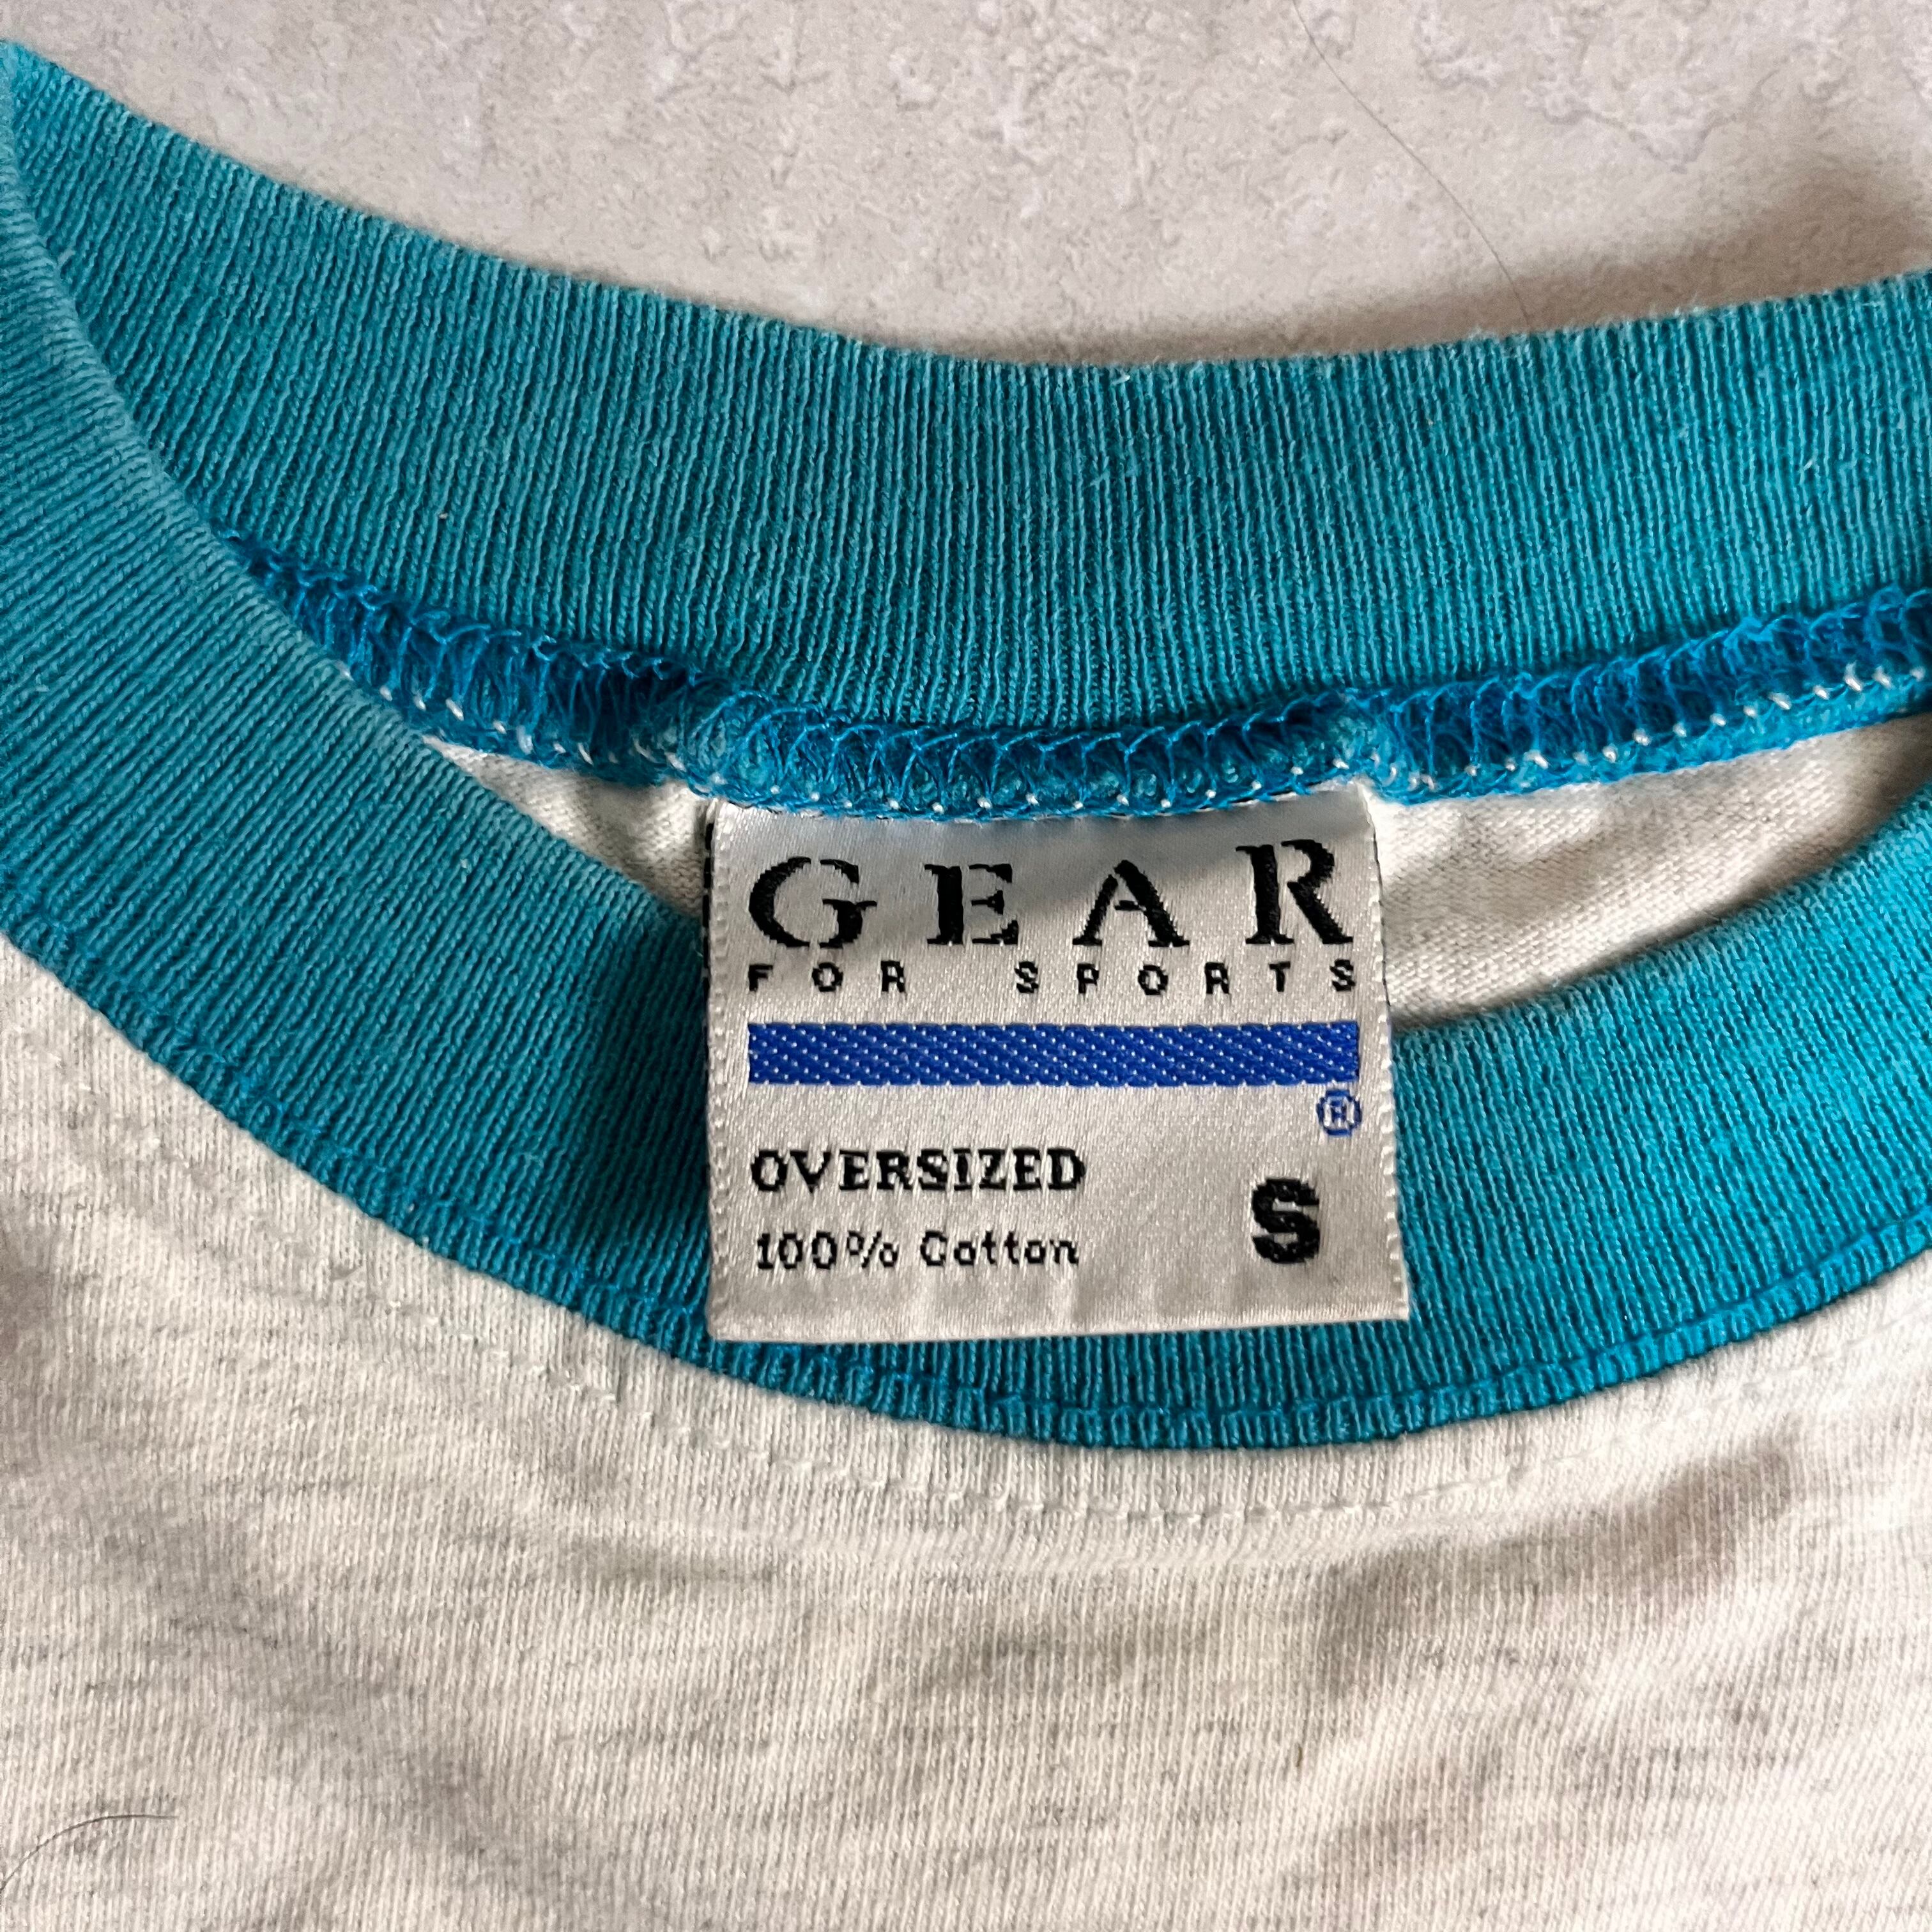 GEAR
FOR SPORTS
®
OVERSIZED
100% Cotton
S